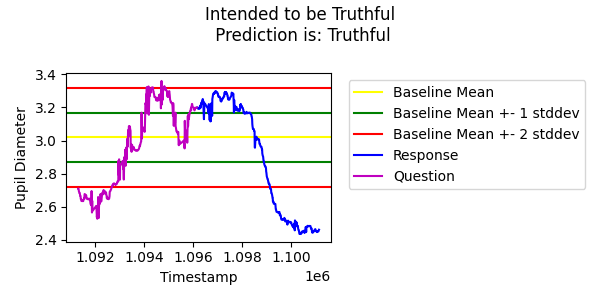 Intended to be Truthful
Prediction is: Truthful
3.4
3.2
3.0
2.8
2.6
2.4
Pupil Diameter
1.092 1.094 1.096 1.098 1.100
1e6
Timestamp
Baseline Mean
Baseline Mean +- 1 stddev
Baseline Mean +- 2 stddev
Response
Question